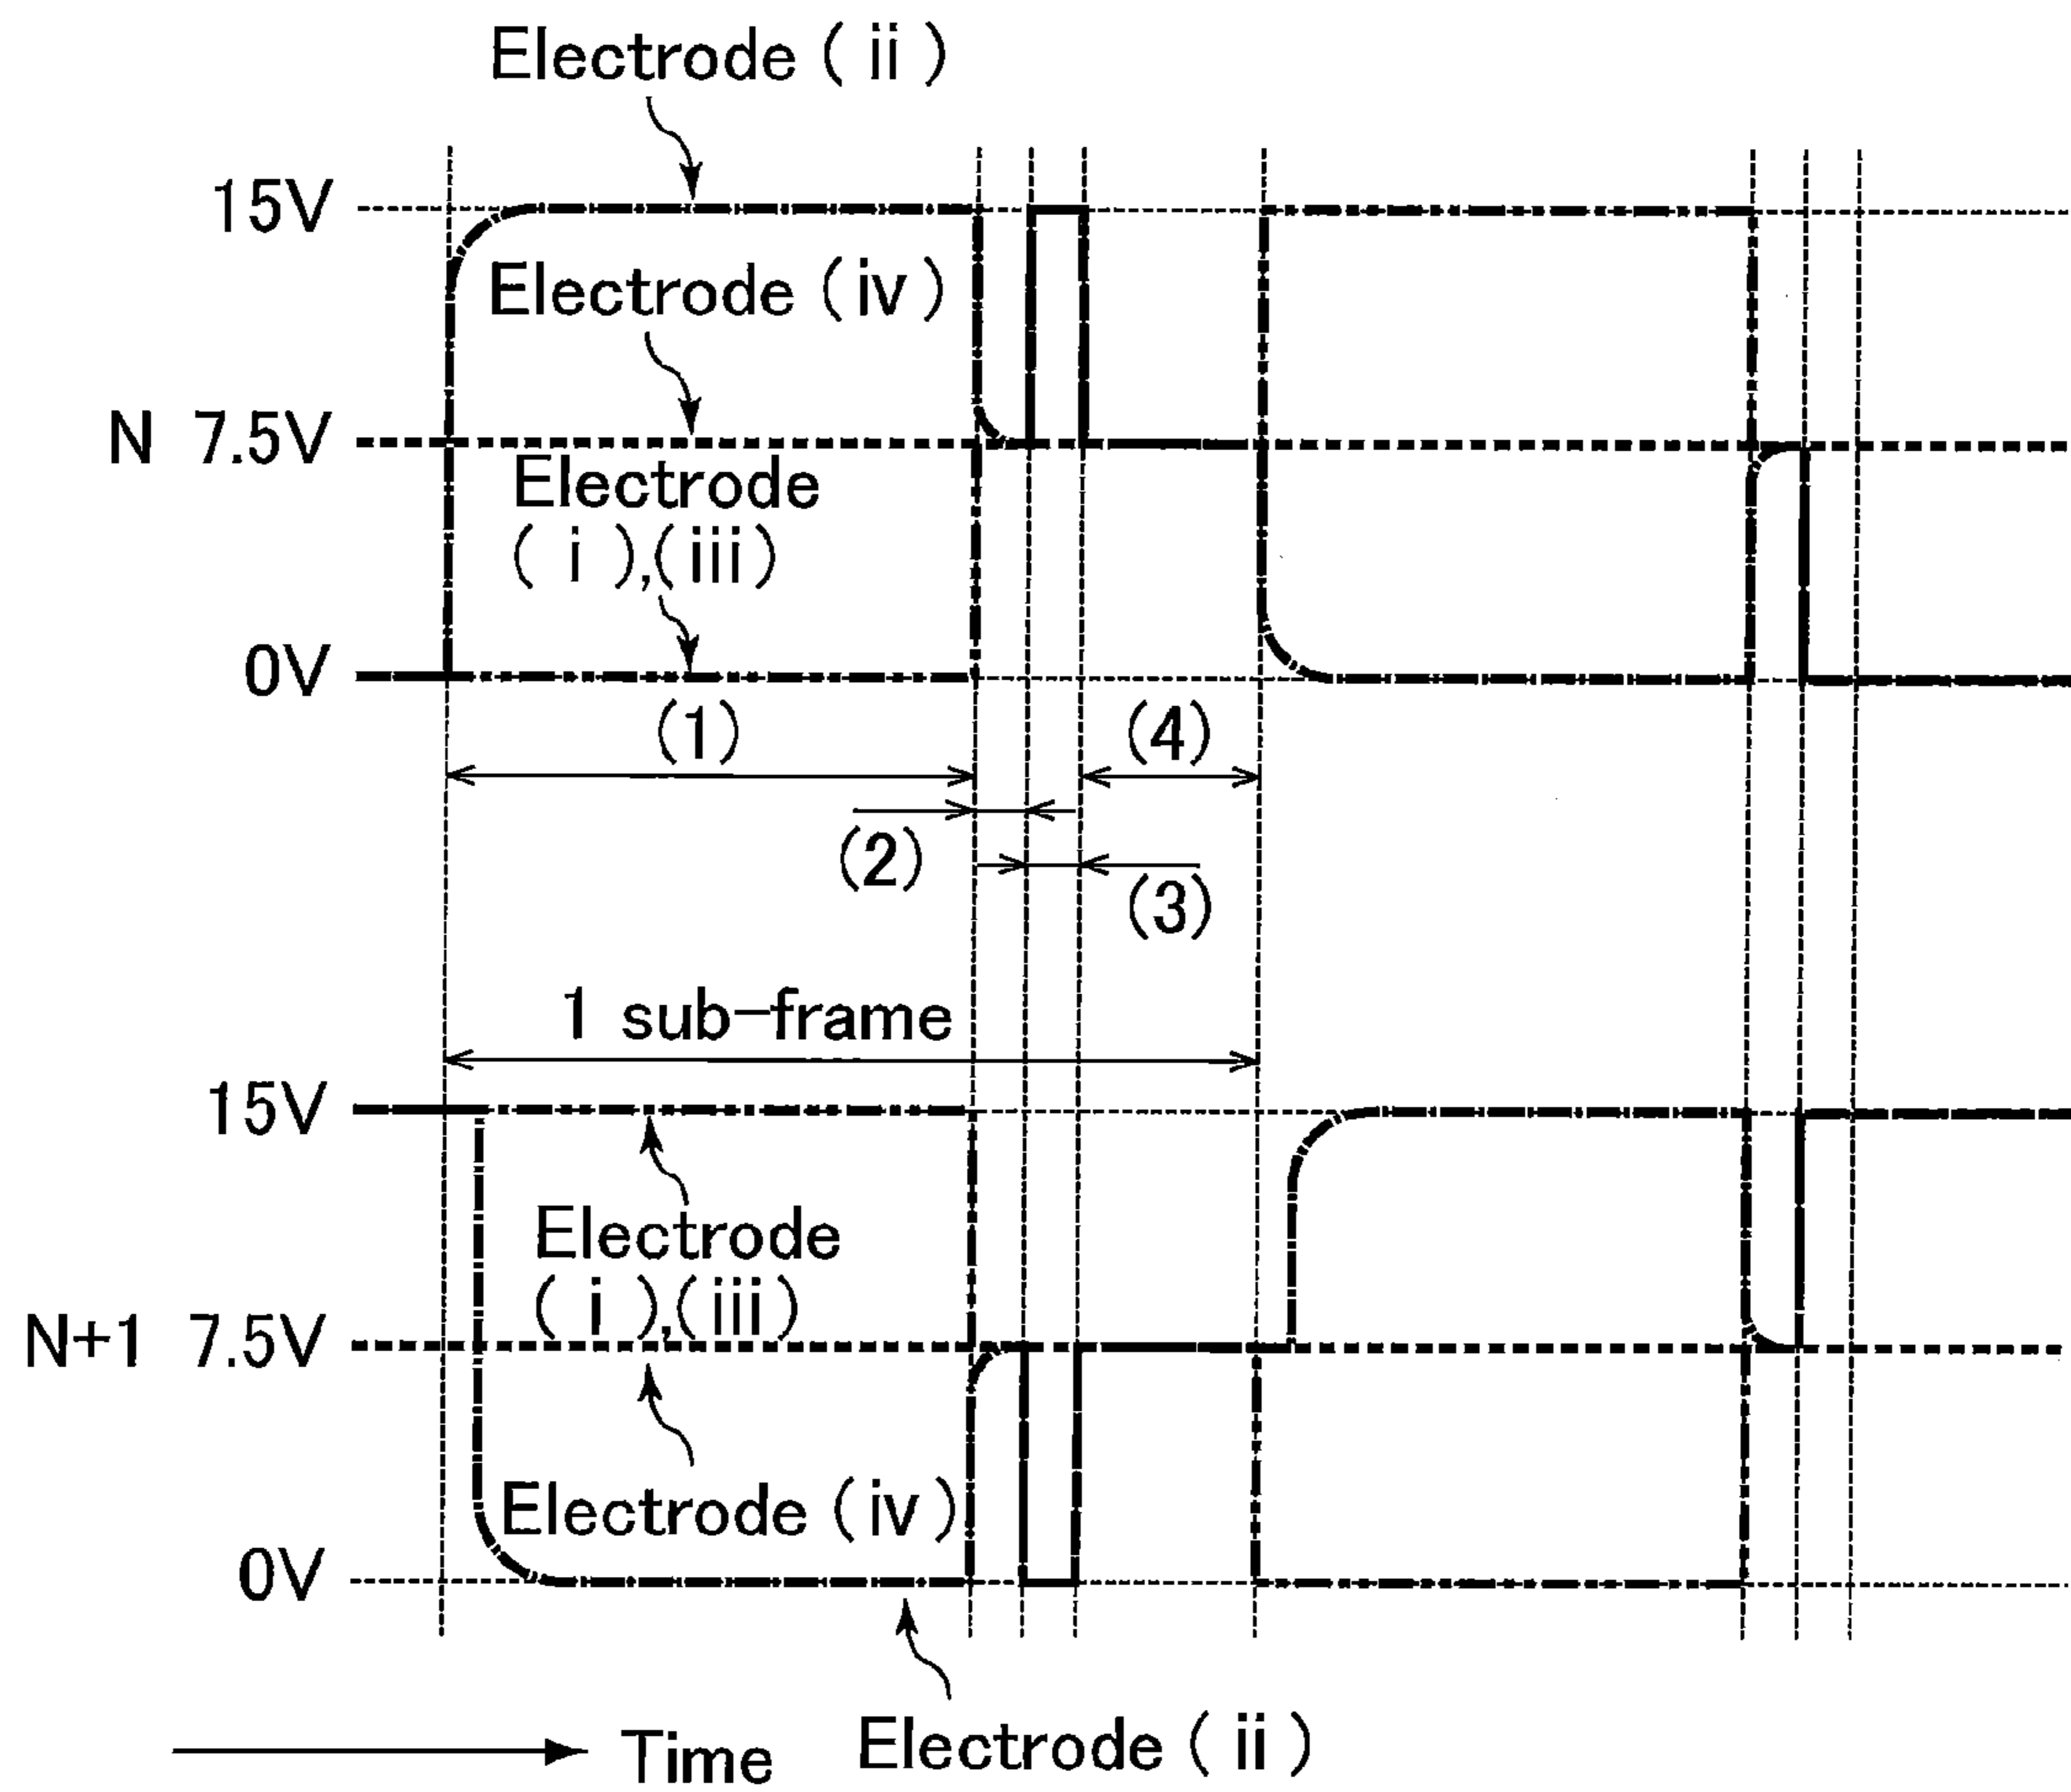 Electrode ( ii )
15V
Electrode ( iv )
N 7.5V
Electrode
( i ),(iii)
0V
(1)
(4)
(2)
(3)
1 sub-frame
15V
Electrode
( i ),(iii)
N+1 7.5V
Electrode ( iv )
0V
Time
Electrode ( ii )